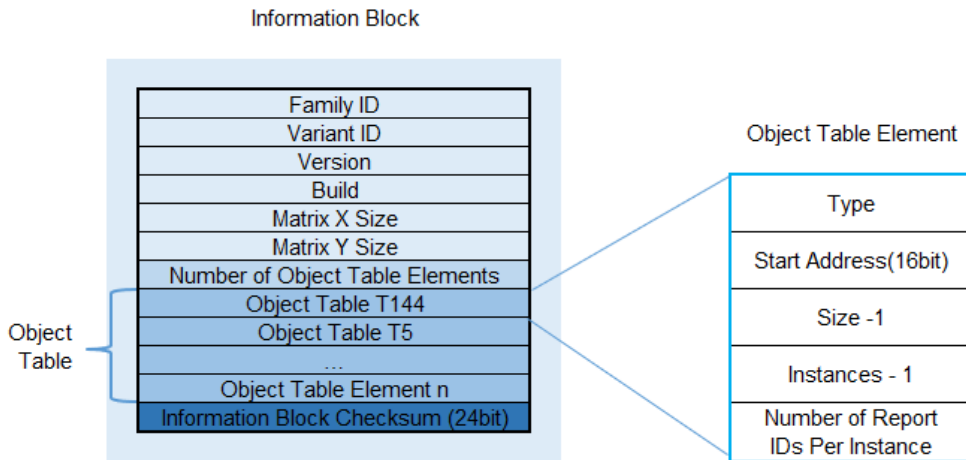 Information Block
Family ID
Variant ID
Version
Build
Matrix X Size
Matrix Y Size
Number of Object Table Elements
Object Table T144
Object Table T5
...
Object Table Element n
Information Block Checksum (24bit)
Object
Table
Object Table Element
Type
Start Address(16bit)
Size -1
Instances - 1
Number of Report
IDs Per Instance